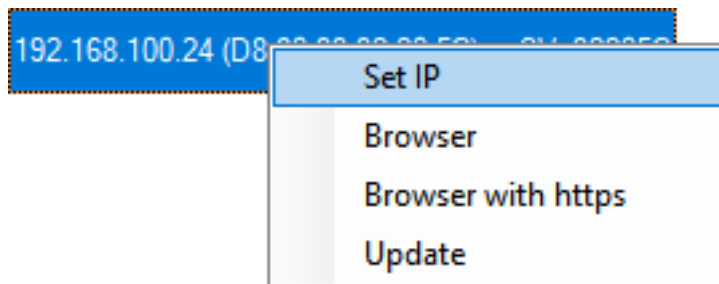 192.168.100.24 (D8
Set IP
Browser
Browser with https
Update